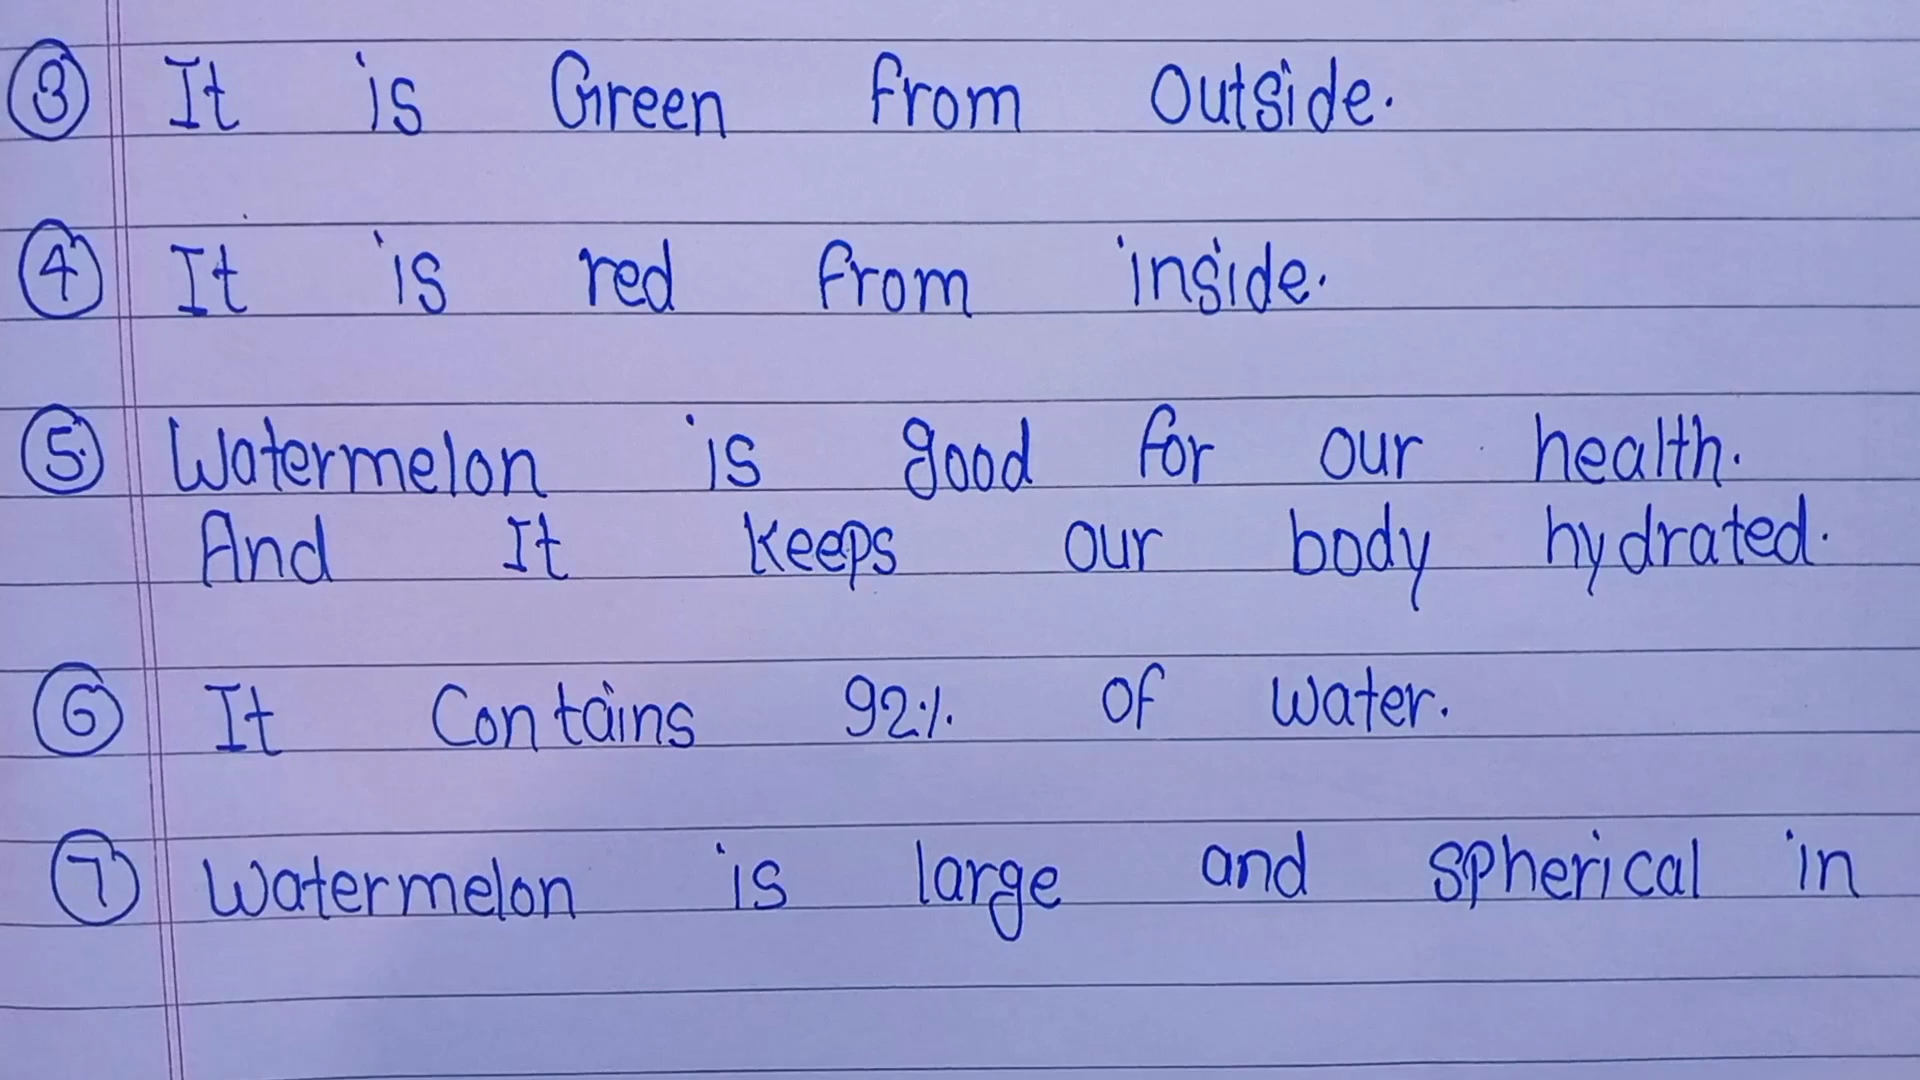 ③ It is Green from Outside.
④ It is red from inside.
⑤ Watermelon is good for our health.
And It keeps our body hydrated.
⑥ It Contains 92% of water.
⑦ Watermelon is large and spherical in